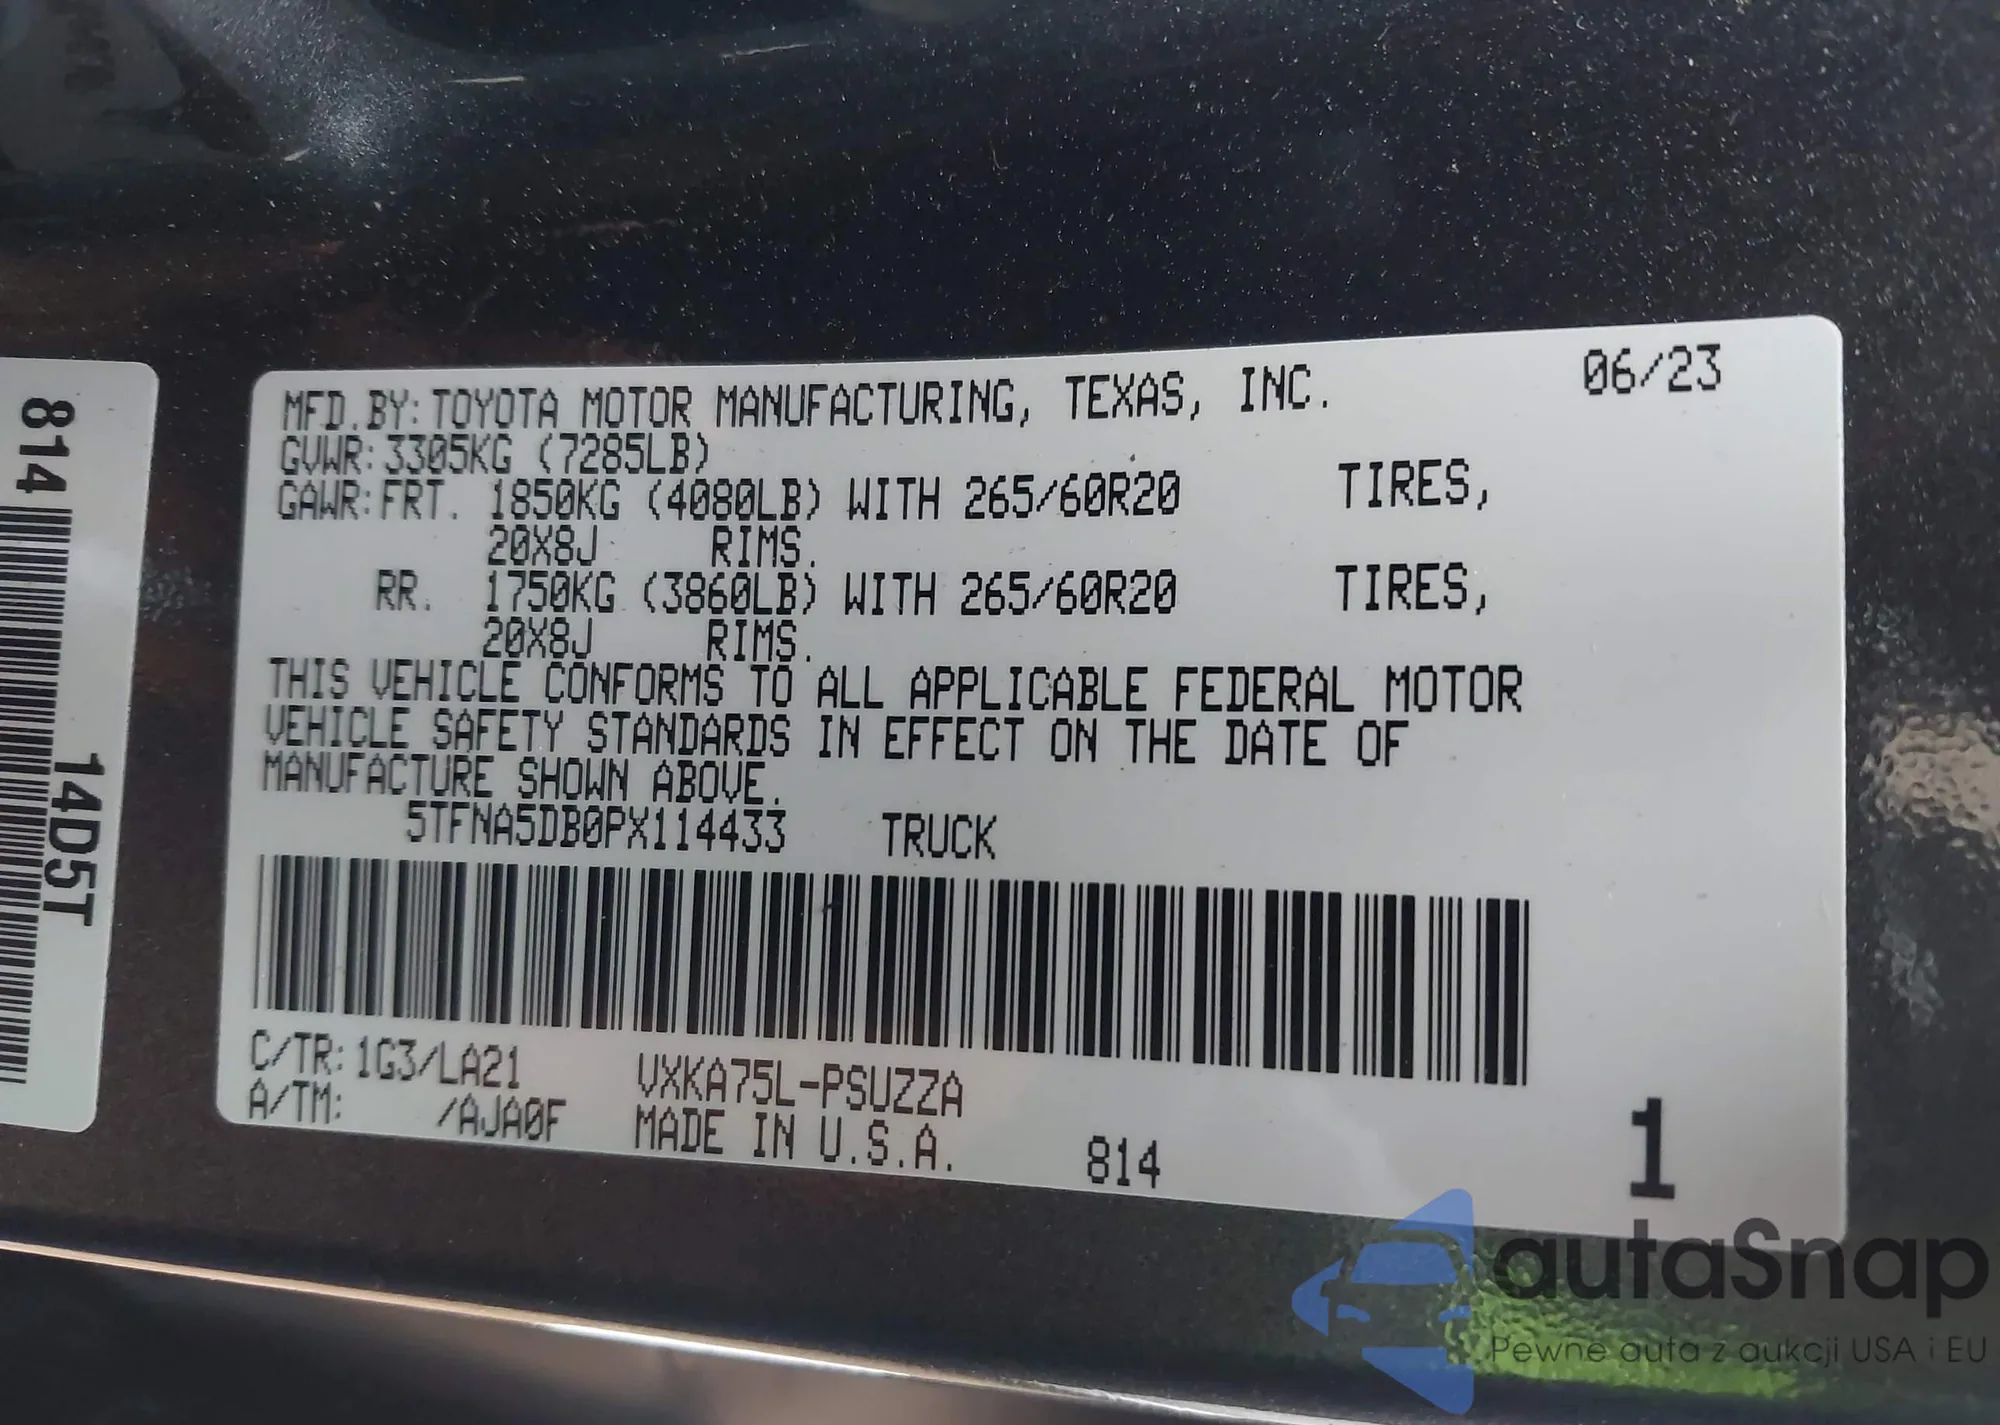 MFD.BY:TOYOTA MOTOR MANUFACTURING, TEXAS, INC. 06/23
GVWR:3305KG (7285LB)
GAWR:FRT. 1850KG (4080LB) WITH 265/60R20 TIRES,
20X8J RIMS.
RR. 1750KG (3860LB) WITH 265/60R20 TIRES,
20X8J RIMS.
THIS VEHICLE CONFORMS TO ALL APPLICABLE FEDERAL MOTOR
VEHICLE SAFETY STANDARDS IN EFFECT ON THE DATE OF
MANUFACTURE SHOWN ABOVE.
5TFNA5DB0PX114433 TRUCK
C/TR:1G3/LA21 VXKA75L-PSUZZA
A/TM: /AJA0F MADE IN U.S.A. 814 1
814
14D5T
autaSnap
Pewne auta z aukcji USA i EU